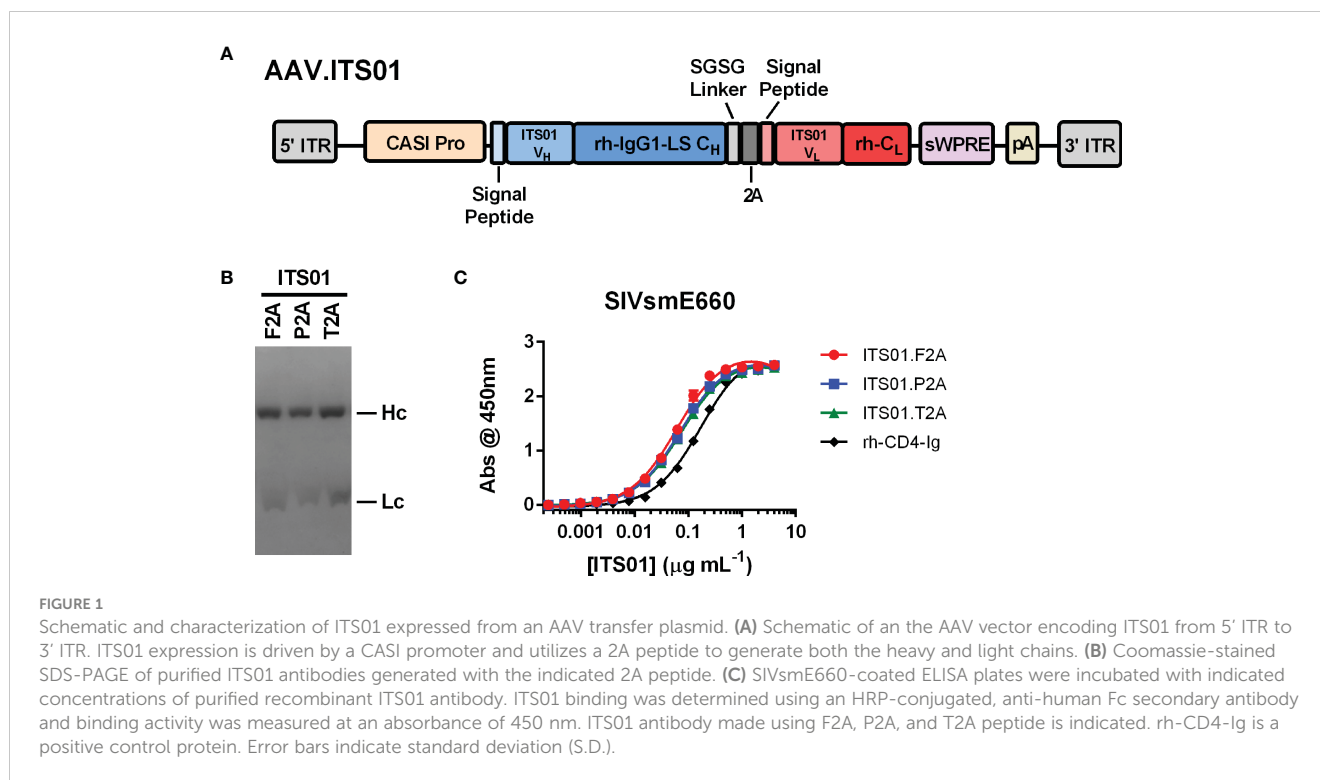 A
AAV.ITS01
SGSG Linker
Signal Peptide
5' ITR
CASI Pro
ITS01 VH
rh-IgG1-LS CH
ITS01 VL
rh-CL
sWPRE
pA
3' ITR
Signal Peptide
2A
B
ITS01
F2A
P2A
T2A
Hc
Lc
C
SIVsmE660
3
2
1
0
Abs @ 450nm
0.001 0.01 0.1 1 10
[ITS01] (μg mL⁻¹)
ITS01.F2A
ITS01.P2A
ITS01.T2A
rh-CD4-Ig
FIGURE 1
Schematic and characterization of ITS01 expressed from an AAV transfer plasmid. (A) Schematic of an the AAV vector encoding ITS01 from 5' ITR to
3' ITR. ITS01 expression is driven by a CASI promoter and utilizes a 2A peptide to generate both the heavy and light chains. (B) Coomassie-stained
SDS-PAGE of purified ITS01 antibodies generated with the indicated 2A peptide. (C) SIVsmE660-coated ELISA plates were incubated with indicated
concentrations of purified recombinant ITS01 antibody. ITS01 binding was determined using an HRP-conjugated, anti-human Fc secondary antibody
and binding activity was measured at an absorbance of 450 nm. ITS01 antibody made using F2A, P2A, and T2A peptide is indicated. rh-CD4-Ig is a
positive control protein. Error bars indicate standard deviation (S.D.).